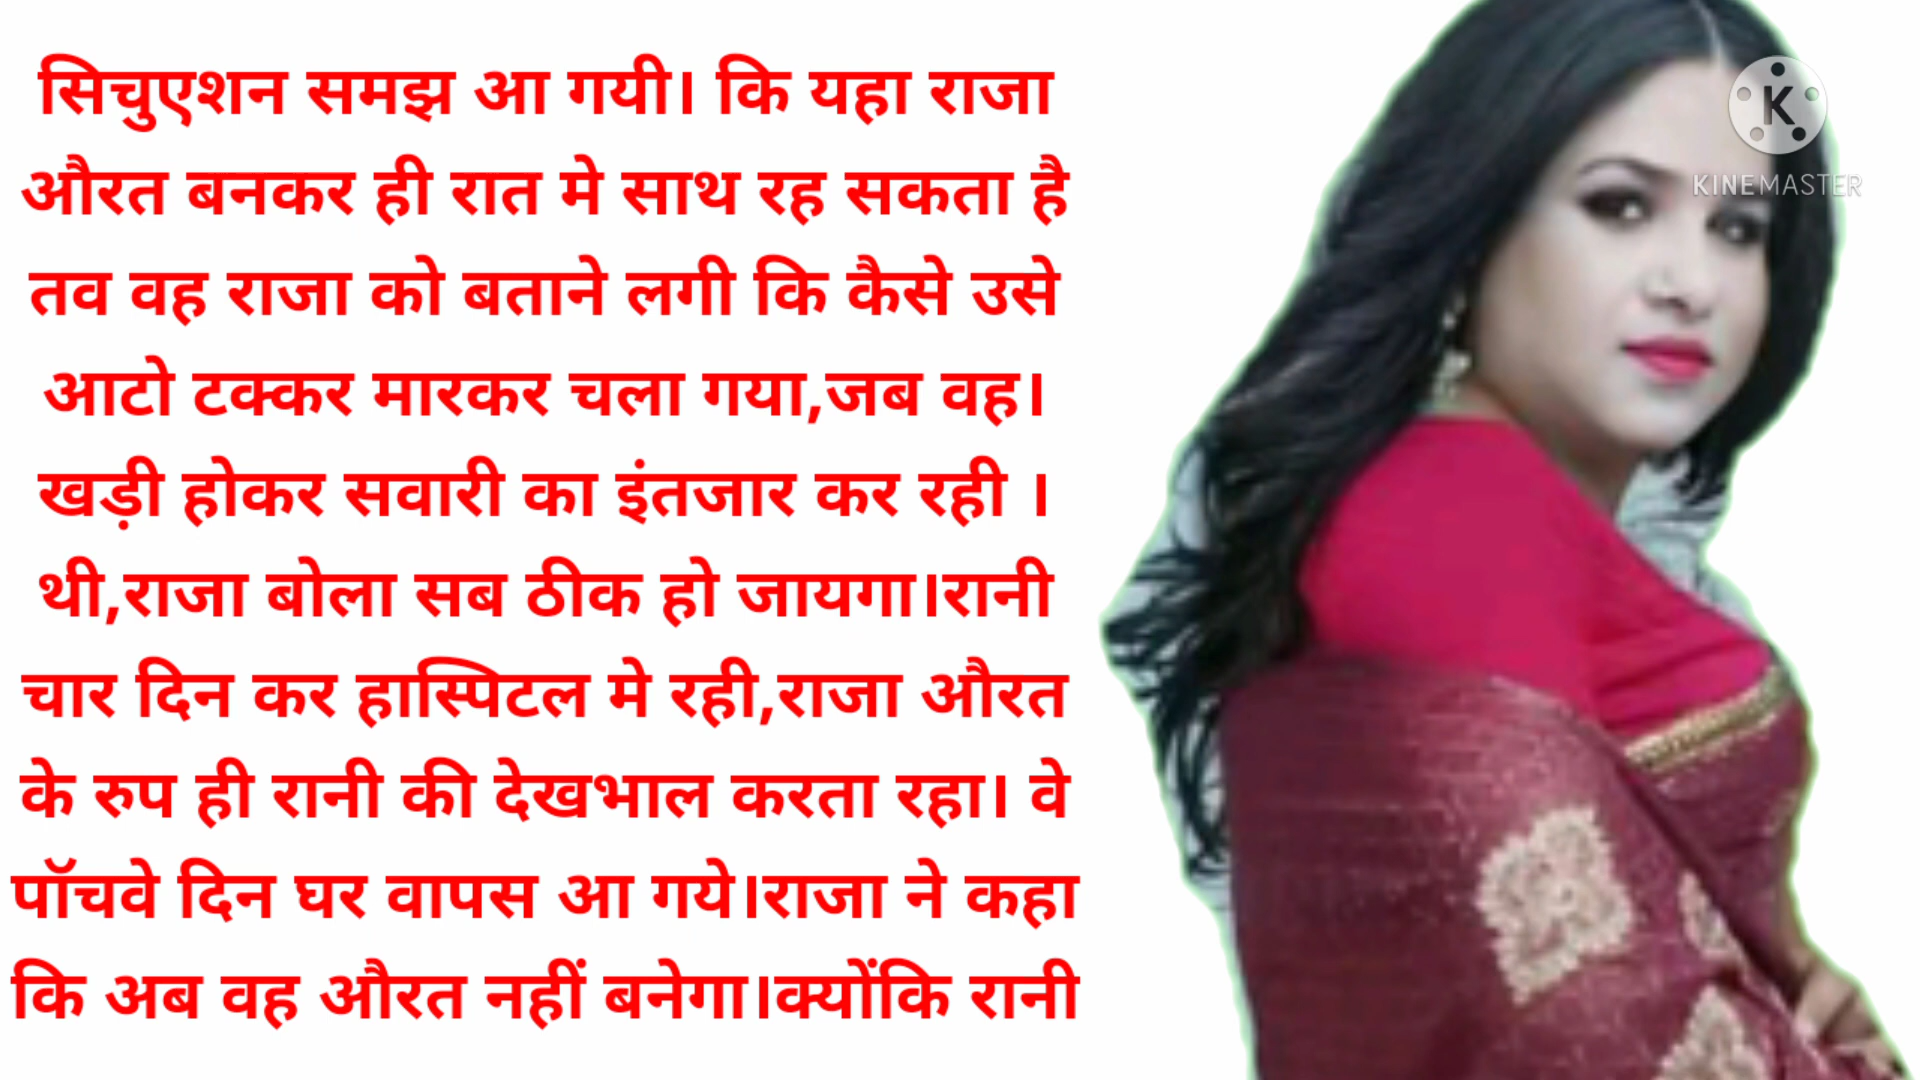 सिचुएशन समझ आ गयी। कि यहा राजा
औरत बनकर ही रात मे साथ रह सकता है
तव वह राजा को बताने लगी कि कैसे उसे
आटो टक्कर मारकर चला गया,जब वह।
खड़ी होकर सवारी का इंतजार कर रही ।
थी,राजा बोला सब ठीक हो जायगा।रानी
चार दिन कर हास्पिटल मे रही,राजा औरत
के रुप ही रानी की देखभाल करता रहा। वे
पॉचवे दिन घर वापस आ गये।राजा ने कहा
कि अब वह औरत नहीं बनेगा।क्योंकि रानी
K
KINEMASTER